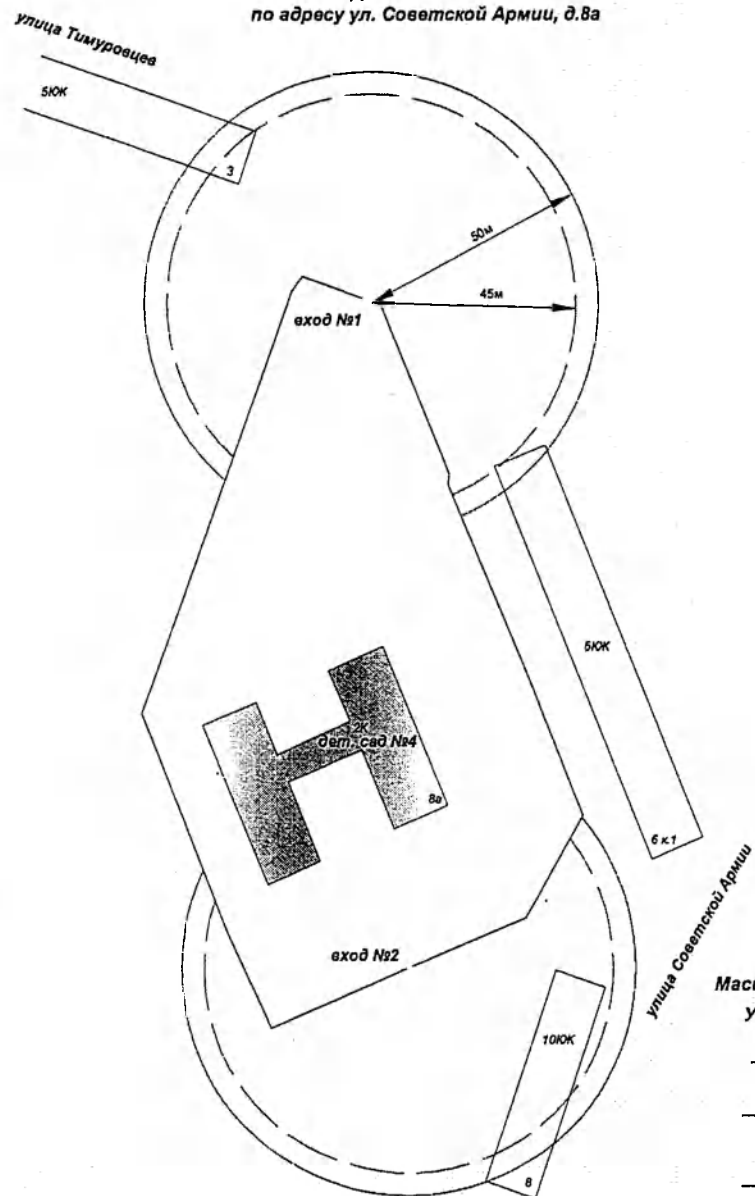 по адресу ул. Советской Армии, д.8а
улица Тимуровцев
5ЮК
3
50м
45м
вход №1
5ЮК
2К
дет. сад №4
8а
6 к.1
вход №2
улица Советской Армии
10ЮК
8